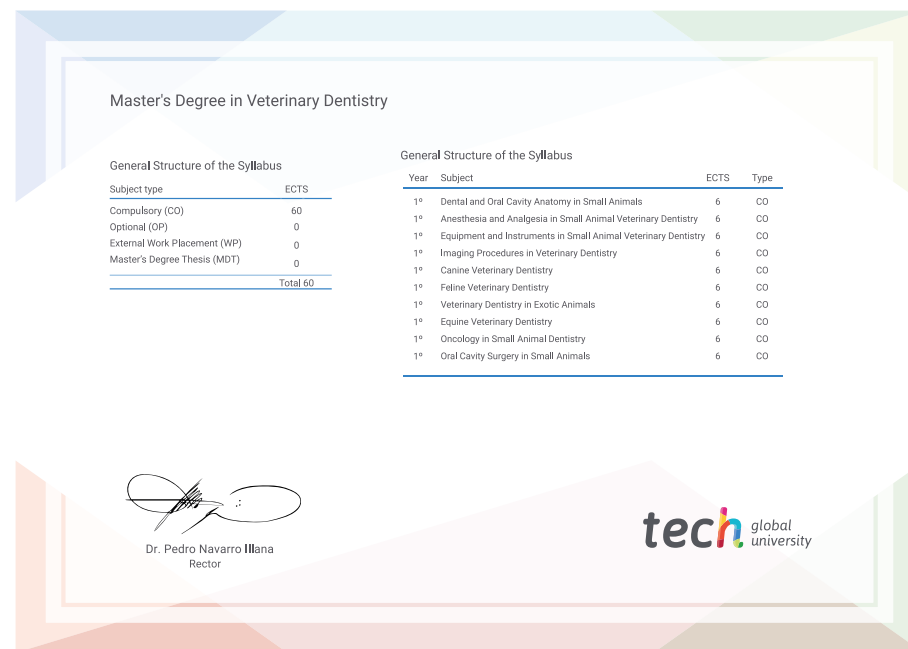 Master's Degree in Veterinary Dentistry
General Structure of the Syllabus
Subject type ECTS
Compulsory (CO) 60
Optional (OP) 0
External Work Placement (WP) 0
Master's Degree Thesis (MDT) 0
Total 60
General Structure of the Syllabus
Year Subject ECTS Type
1º Dental and Oral Cavity Anatomy in Small Animals 6 CO
1º Anesthesia and Analgesia in Small Animal Veterinary Dentistry 6 CO
1º Equipment and Instruments in Small Animal Veterinary Dentistry 6 CO
1º Imaging Procedures in Veterinary Dentistry 6 CO
1º Canine Veterinary Dentistry 6 CO
1º Feline Veterinary Dentistry 6 CO
1º Veterinary Dentistry in Exotic Animals 6 CO
1º Equine Veterinary Dentistry 6 CO
1º Oncology in Small Animal Dentistry 6 CO
1º Oral Cavity Surgery in Small Animals 6 CO
Dr. Pedro Navarro Illana
Rector
tech global
university